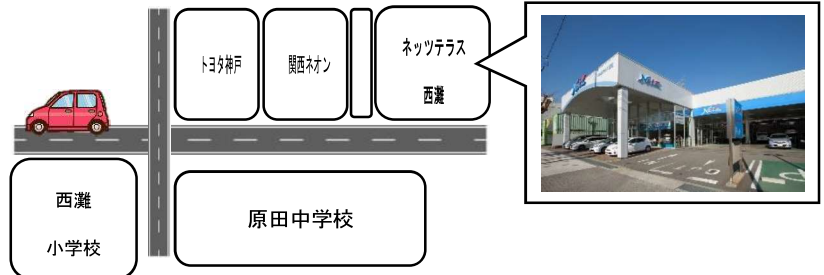 トヨタ神戸
関西ネオン
ネッツテラス
西灘
西灘
小学校
原田中学校